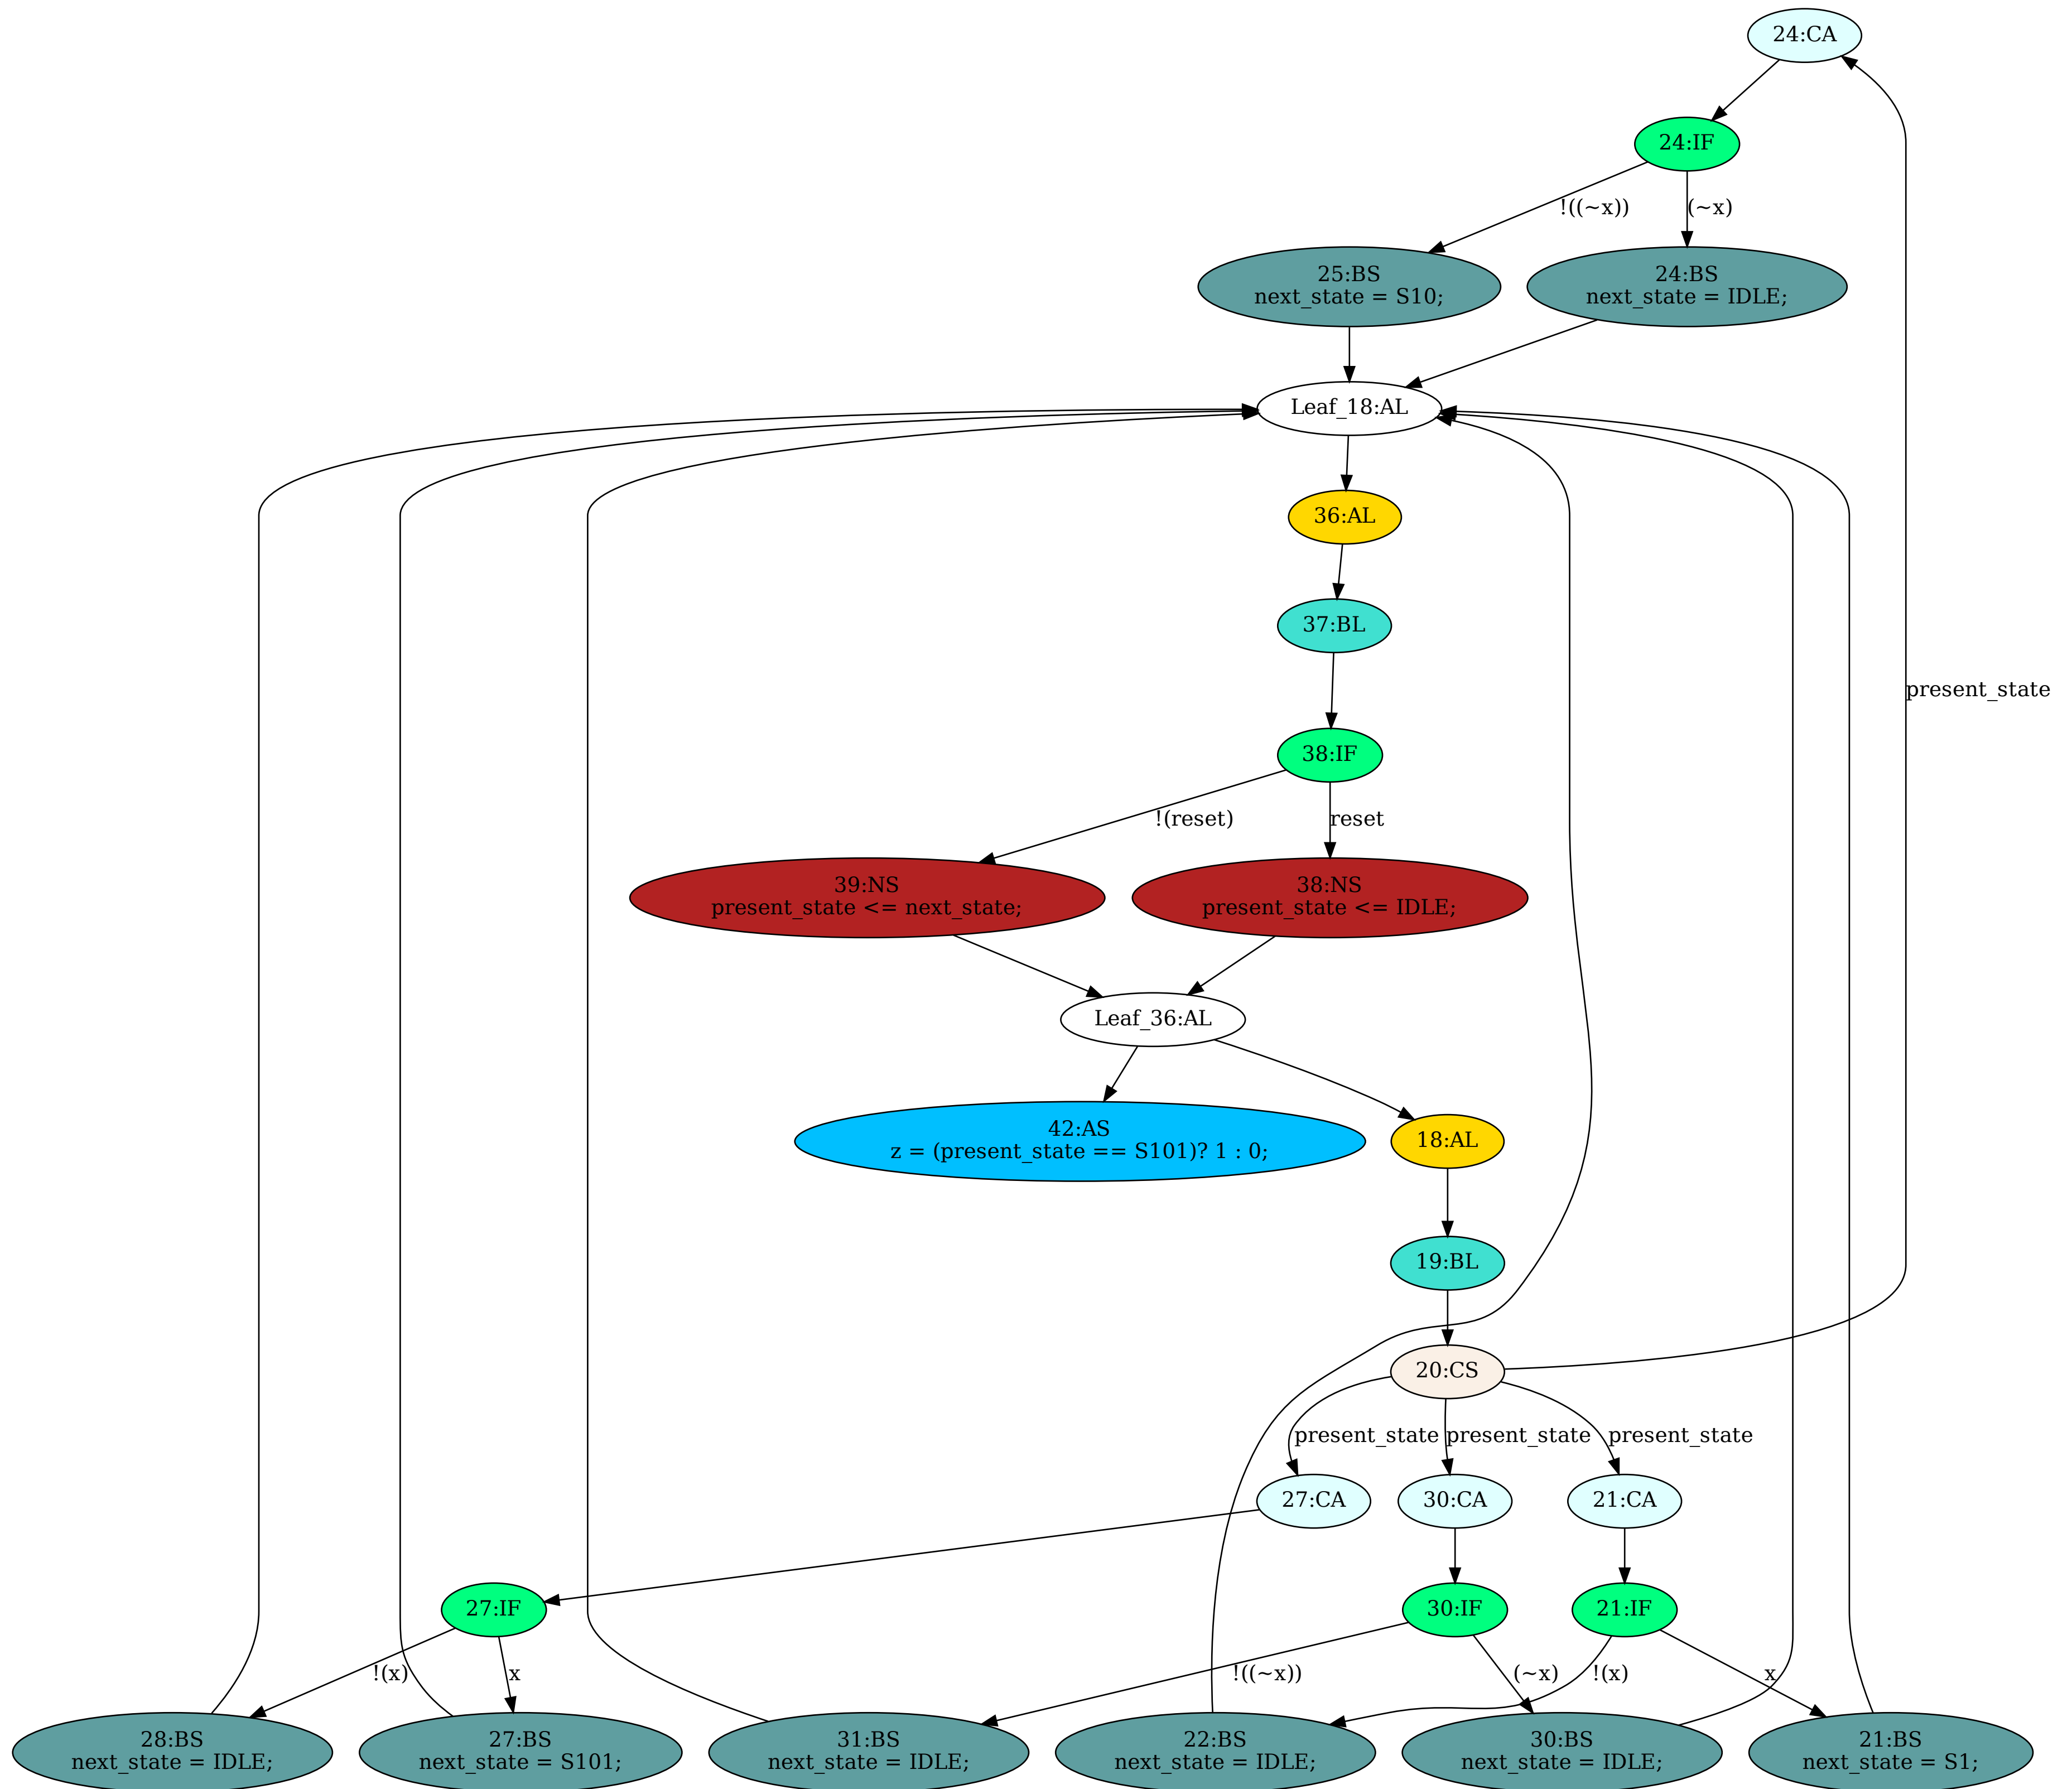 24:CA
24:IF
!((~x))
(~x)
25:BS
next_state = S10;
24:BS
next_state = IDLE;
Leaf_18:AL
36:AL
37:BL
present_state
38:IF
!(reset)
reset
39:NS
present_state <= next_state;
38:NS
present_state <= IDLE;
Leaf_36:AL
42:AS
z = (present_state == S101)? 1 : 0;
18:AL
19:BL
20:CS
present_state
present_state
present_state
27:CA
30:CA
21:CA
27:IF
30:IF
21:IF
!(x)
x
!((~x))
(~x)
!(x)
x
28:BS
next_state = IDLE;
27:BS
next_state = S101;
31:BS
next_state = IDLE;
22:BS
next_state = IDLE;
30:BS
next_state = IDLE;
21:BS
next_state = S1;